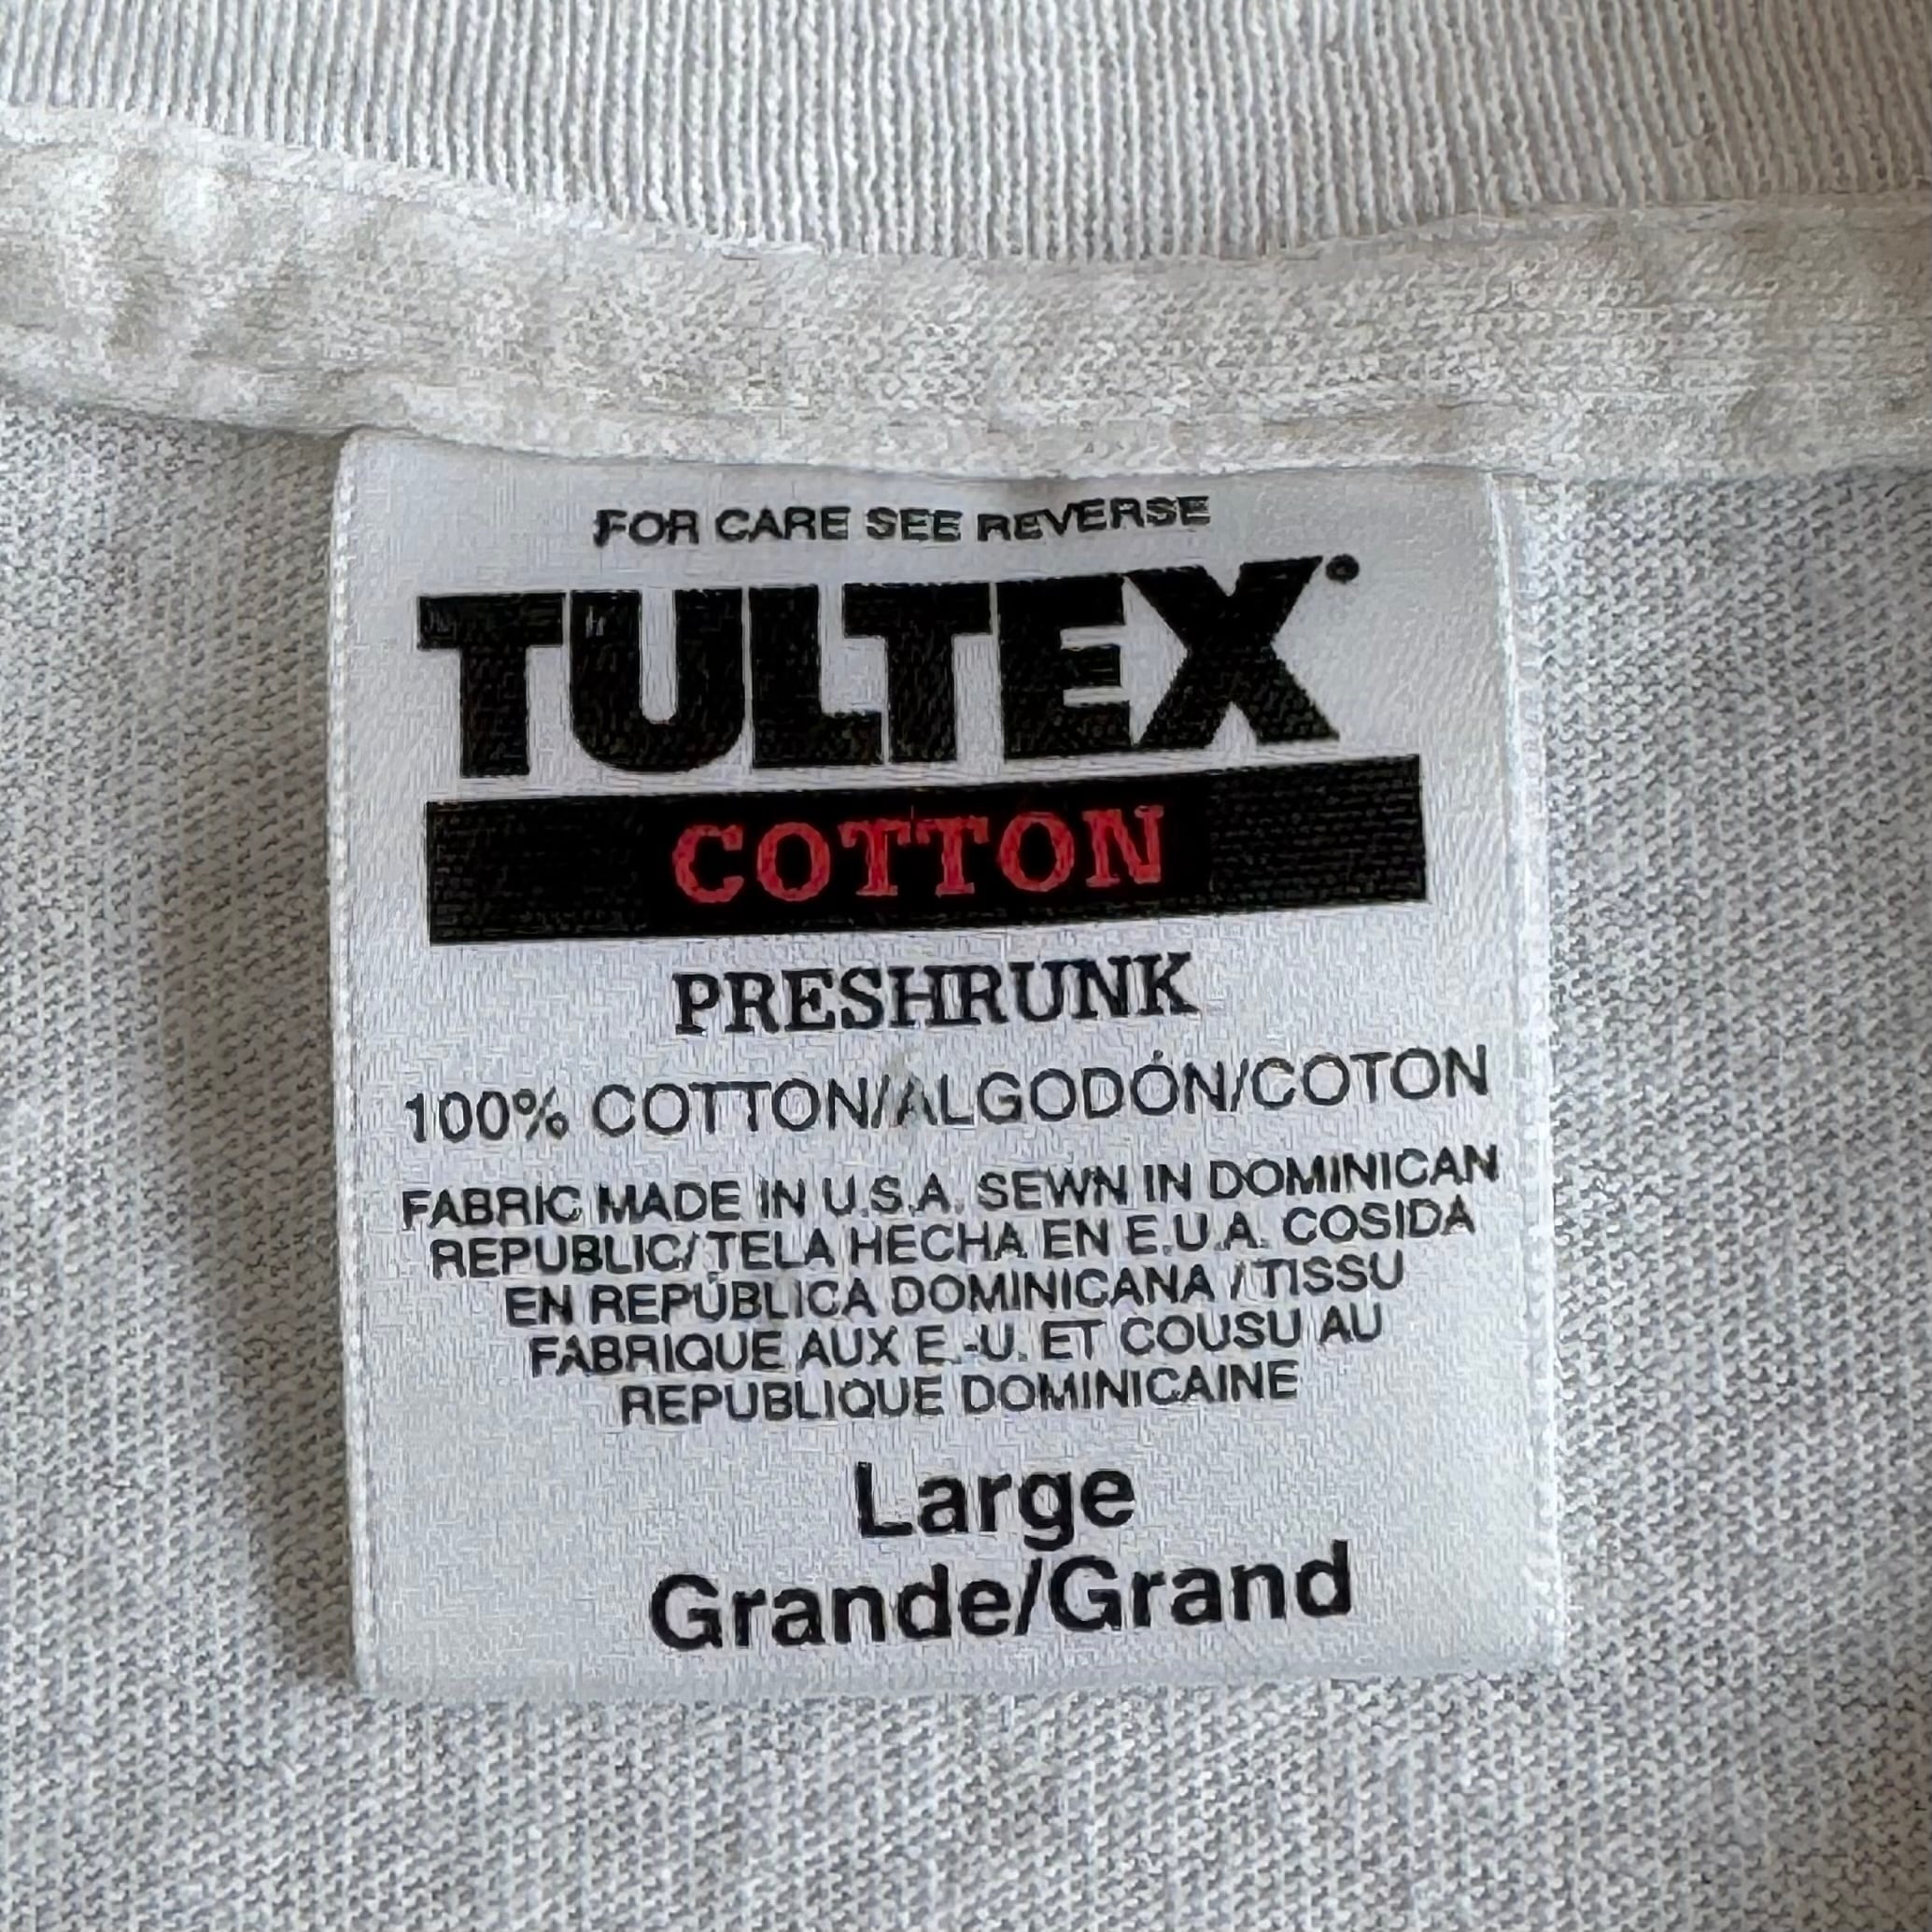 FOR CARE SEE REVERSE
TULTEX
COTTON
PRESHRUNK
100% COTTON/ALGODÓN/COTON
FABRIC MADE IN U.S.A. SEWN IN DOMINICAN
REPUBLIC/TELA HECHA EN E.U.A. COSIDA
EN REPÚBLICA DOMINICANA / TISSU
FABRIQUE AUX E.-U. ET COUSU AU
REPUBLIQUE DOMINICAINE
Large
Grande/Grand